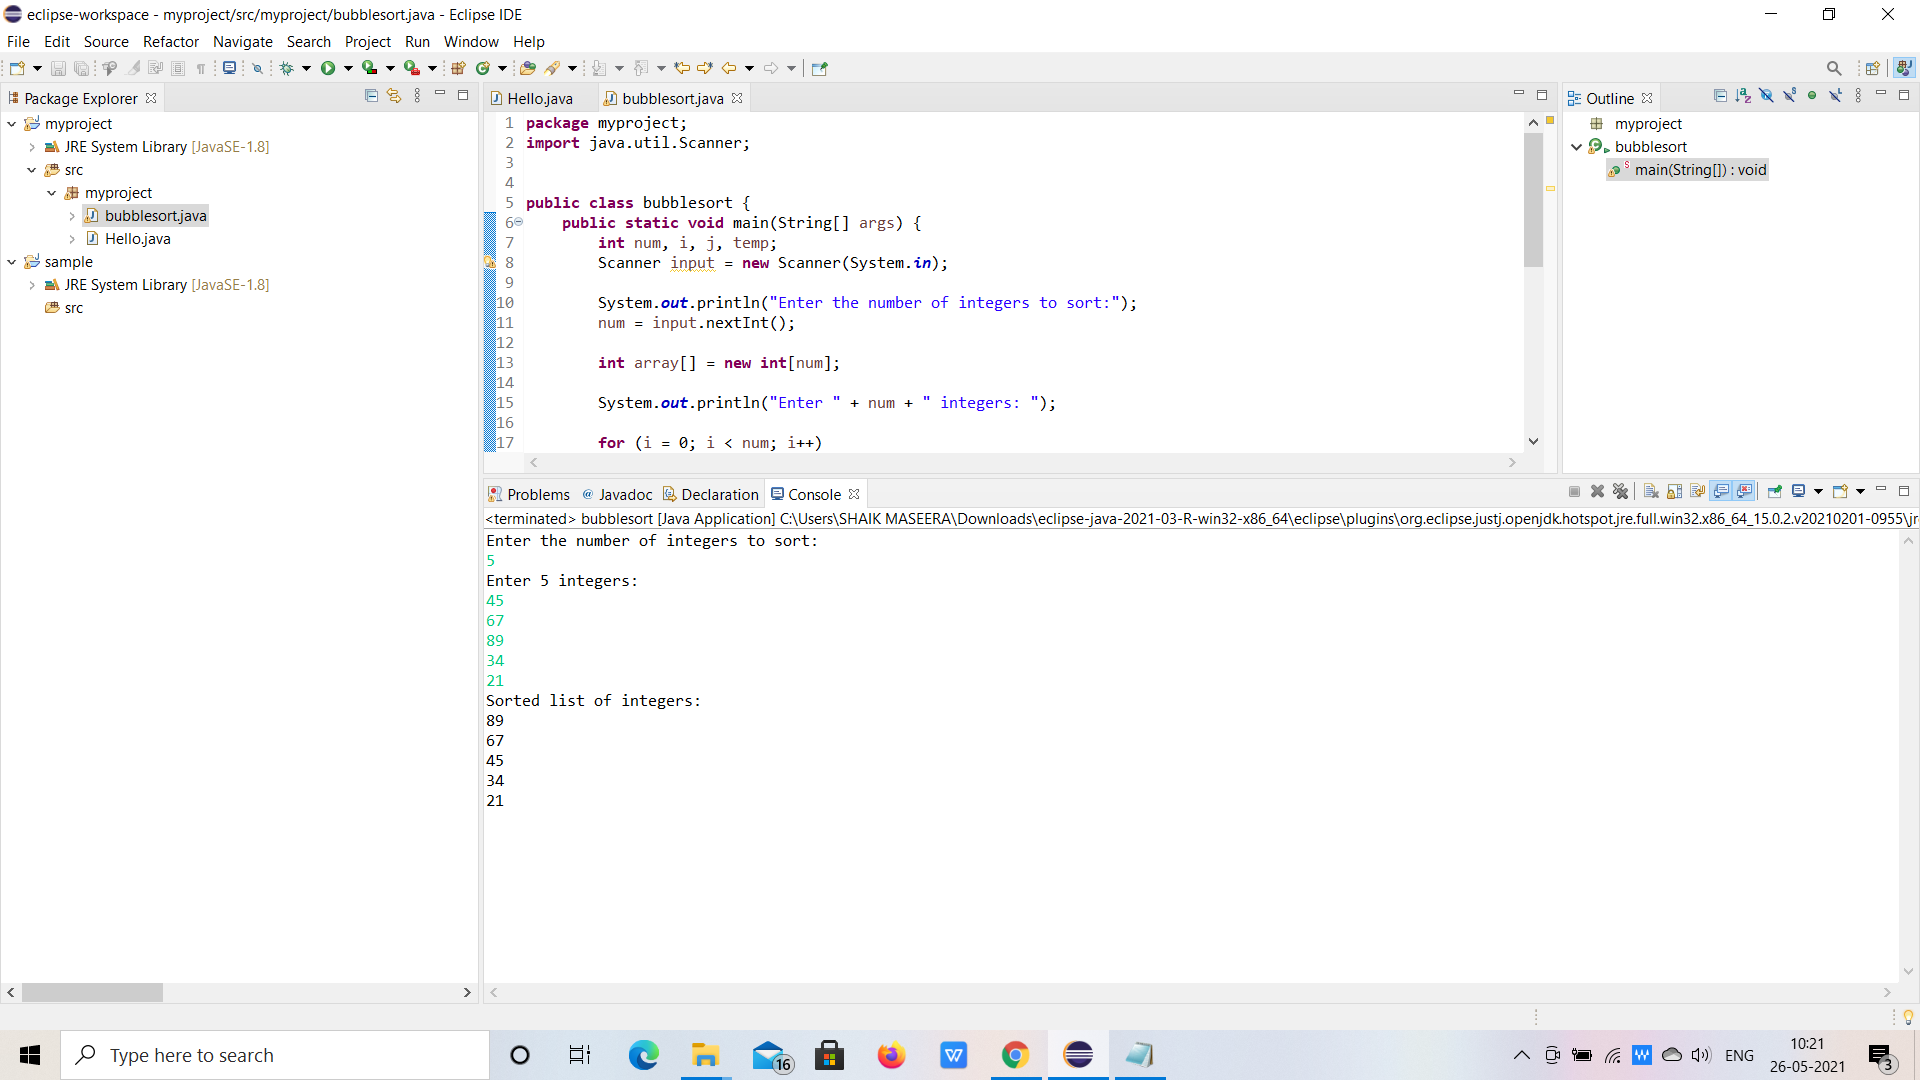 eclipse-workspace - myproject/src/myproject/bubblesort.java - Eclipse IDE
File Edit Source Refactor Navigate Search Project Run Window Help
Package Explorer
myproject
JRE System Library [JavaSE-1.8]
src
myproject
bubblesort.java
Hello.java
sample
JRE System Library [JavaSE-1.8]
src
Hello.java bubblesort.java
1 package myproject;
2 import java.util.Scanner;
3
4
5 public class bubblesort {
6 public static void main(String[] args) {
7 int num, i, j, temp;
8 Scanner input = new Scanner(System.in);
9
10 System.out.println("Enter the number of integers to sort:");
11 num = input.nextInt();
12
13 int array[] = new int[num];
14
15 System.out.println("Enter " + num + " integers: ");
16
17 for (i = 0; i < num; i++)
Outline
myproject
bubblesort
main(String[]) : void
Problems @ Javadoc Declaration Console
<terminated> bubblesort [Java Application] C:\Users\SHAIK MASEERA\Downloads\eclipse-java-2021-03-R-win32-x86_64\eclipse\plugins\org.eclipse.justj.openjdk.hotspot.jre.full.win32.x86_64_15.0.2.v20210201-0955\jr
Enter the number of integers to sort:
5
Enter 5 integers:
45
67
89
34
21
Sorted list of integers:
89
67
45
34
21
Type here to search
16
W
ENG
10:21
26-05-2021
3